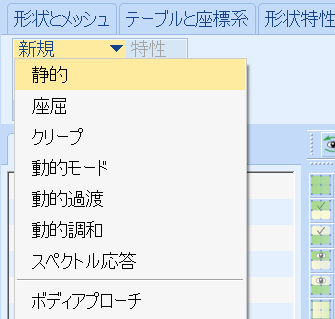 形状とメッシュ テーブルと座標系 形状特性
新規 特性
静的
座屈
クリープ
動的モード
動的過渡
動的調和
スペクトル応答
ボディアプローチ